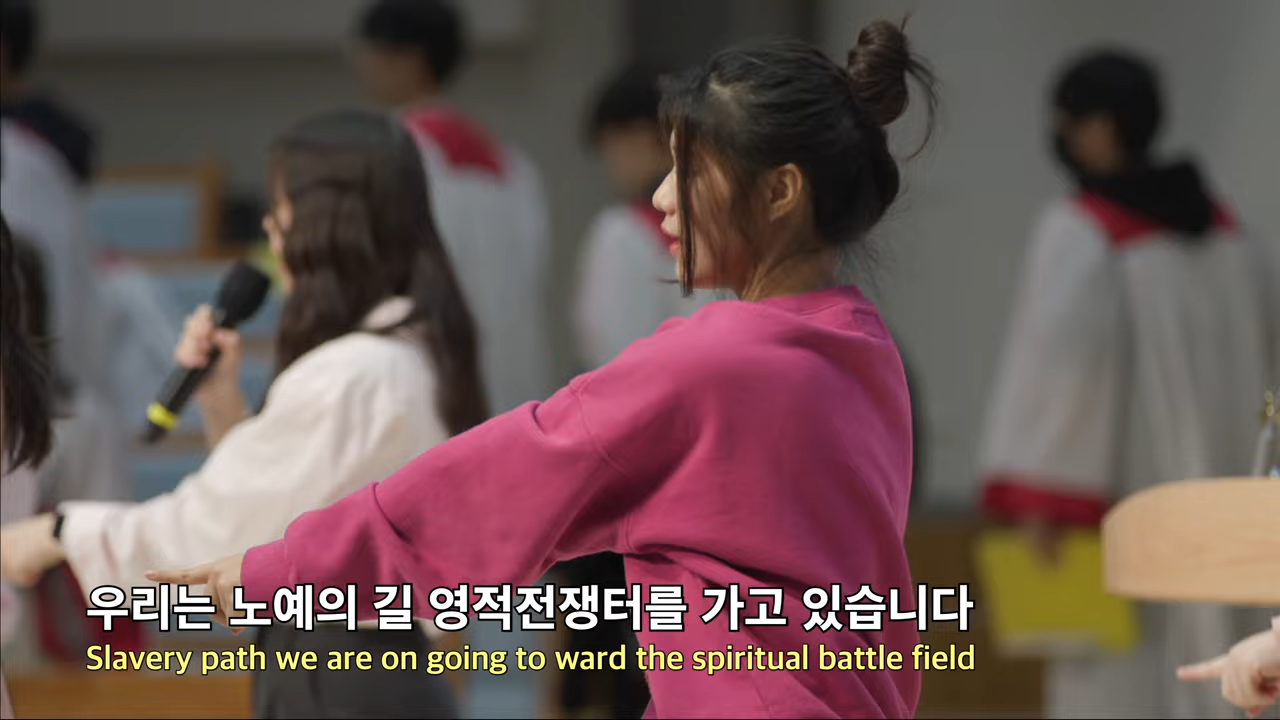 우리는 노예의 길 영적전쟁터를 가고 있습니다
Slavery path we are on going to ward the spiritual battle field